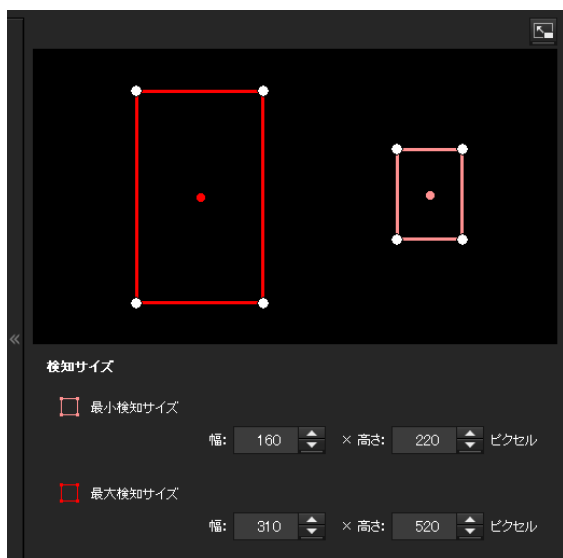 検知サイズ
最小検知サイズ
幅: 160 × 高さ: 220 ピクセル
最大検知サイズ
幅: 310 × 高さ: 520 ピクセル